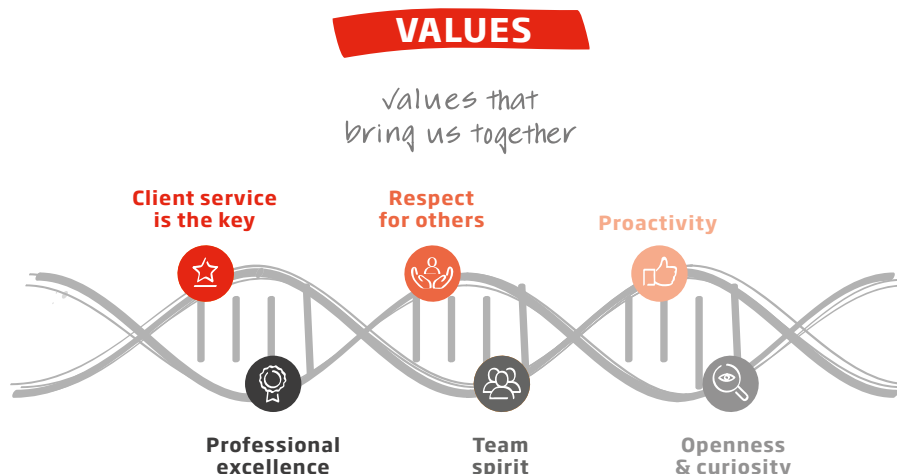 VALUES
values that
bring us together
Client service
is the key
Respect
for others
Proactivity
Professional
excellence
Team
spirit
Openness
& curiosity